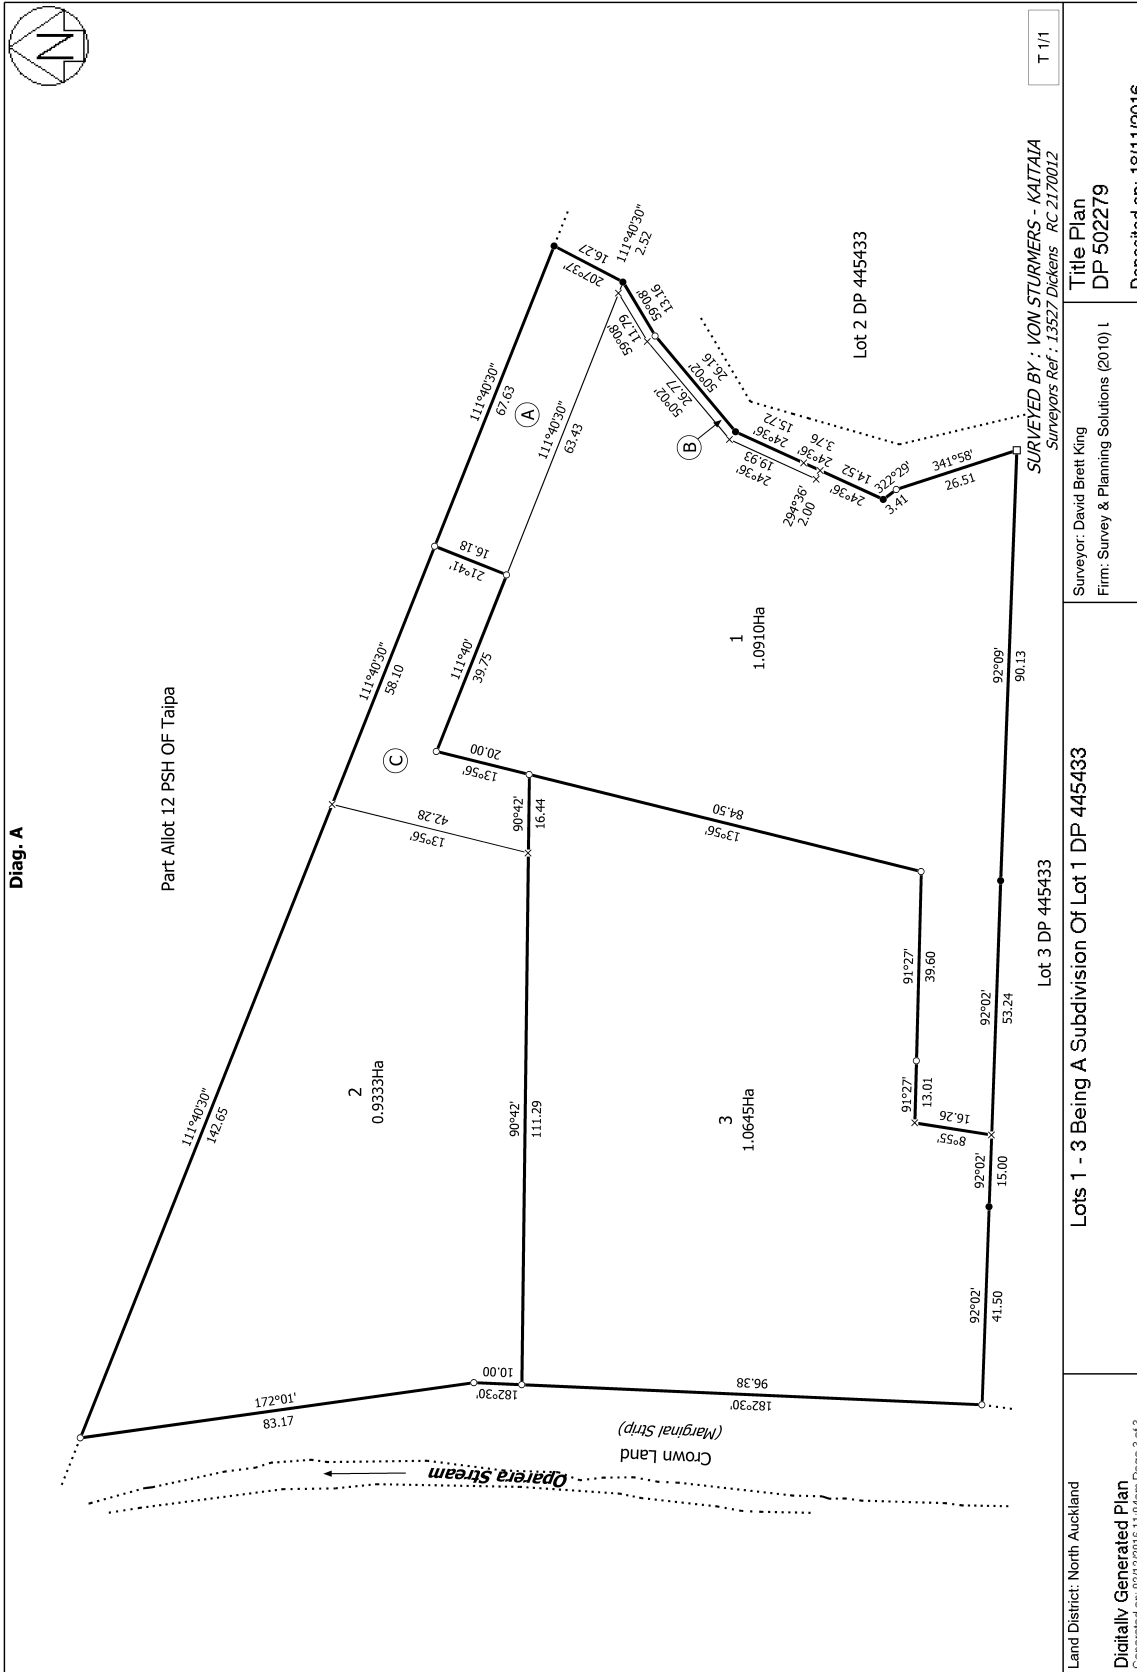 Diag. A
N
T 1/1
Part Allot 12 PSH OF Taipa
111°40'30"
142.65
111°40'30"
58.10
111°40'30"
67.63
207°37'
16.27
111°40'30"
2.52
A
111°40'30"
63.43
21°41'
16.18
111°40'
39.75
C
13°56'
20.00
13°56'
42.28
59°08'
11.79
59°08'
13.16
50°02'
26.77
50°02'
26.16
B
24°36'
19.93
24°36'
15.72
24°36'
3.76
294°36'
2.00
24°36'
14.52
322°29'
3.41
341°58'
26.51
Lot 2 DP 445433
1
1.0910Ha
2
0.9333Ha
3
1.0645Ha
90°42'
16.44
90°42'
111.29
13°56'
84.50
91°27'
39.60
91°27'
13.01
8°55'
16.26
92°09'
90.13
92°02'
53.24
92°02'
15.00
92°02'
41.50
182°30'
96.38
182°30'
10.00
172°01'
83.17
Crown Land
(Marginal Strip)
Oparera Stream
Lot 3 DP 445433
SURVEYED BY : VON STURMERS - KAITAIA
Surveyors Ref : 13527 Dickens RC 2170012
Land District: North Auckland
Digitally Generated Plan
Lots 1 - 3 Being A Subdivision Of Lot 1 DP 445433
Surveyor: David Brett King
Firm: Survey & Planning Solutions (2010) L
Title Plan
DP 502279
Deposited on: 18/11/2016